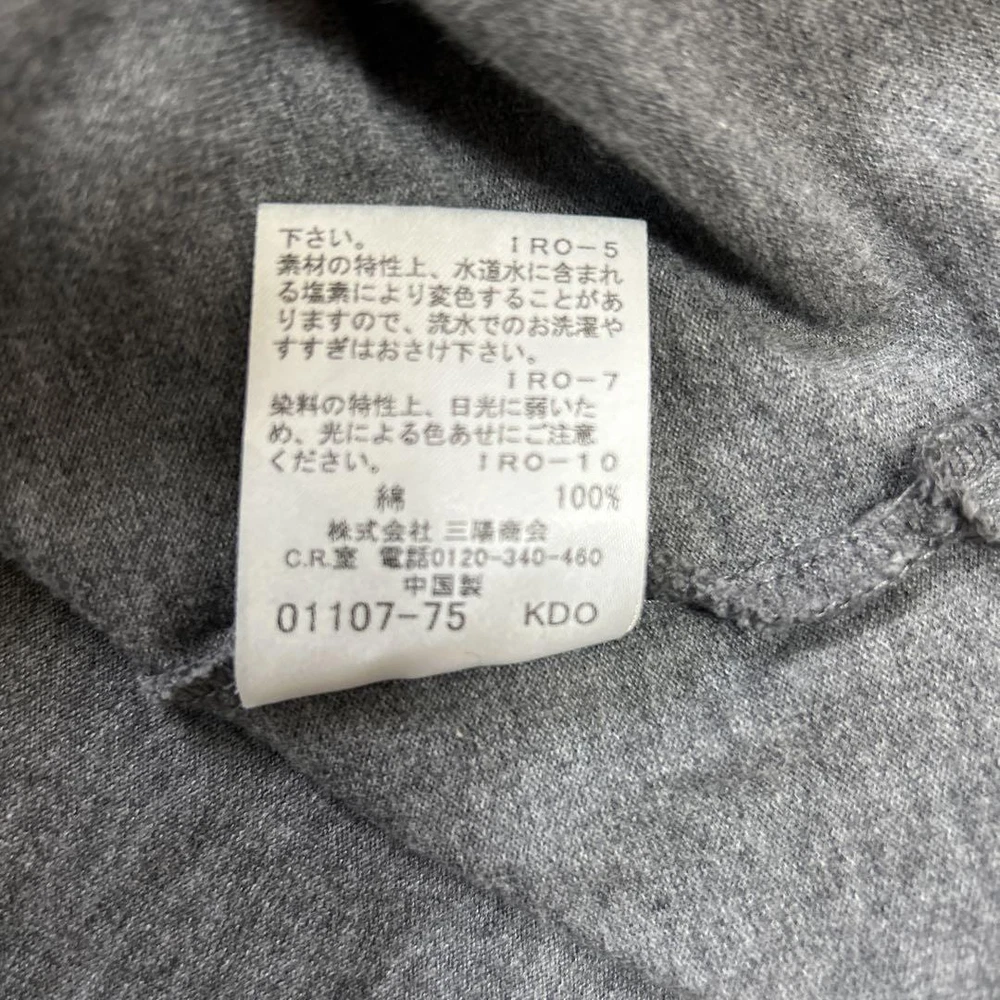 下さい。 IRO-5
素材の特性上、水道水に含まれ
る塩素により変色することがあ
りますので、流水でのお洗濯や
すすぎはおさけ下さい。
IRO-7
染料の特性上、日光に弱いた
め、光による色あせにご注意
ください。 IRO-10
綿 100%
株式会社 三陽商会
C.R.室 電話0120-340-460
中国製
01107-75 KDO